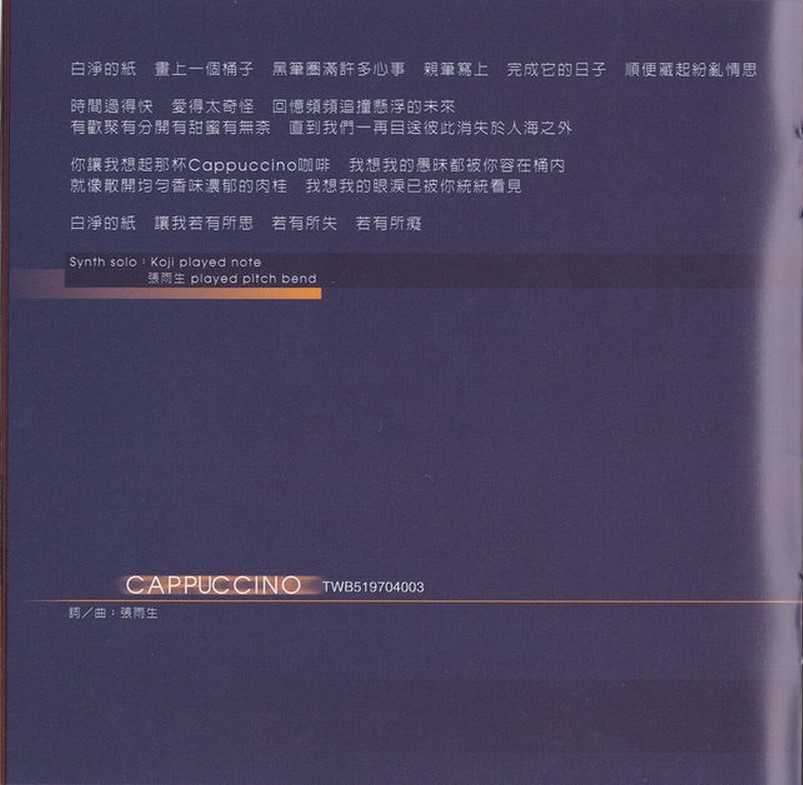 白淨的紙　畫上一個桶子　黑筆圈滿許多心事　親筆寫上　完成它的日子　順便藏起紛亂情思
時間過得快　愛得太奇怪　回憶頻頻追撞懸浮的未來
有歡聚有分開有甜蜜有無奈　直到我們一再目送彼此消失於人海之外
你讓我想起那杯Cappuccino咖啡　我想我的愚昧都被你容在桶內
就像散開均勻香味濃郁的肉桂　我想我的眼淚已被你統統看見
白淨的紙　讓我若有所思　若有所失　若有所癡
Synth solo：Koji played note
張雨生 played pitch bend
CAPPUCCINO TWB519704003
詞／曲：張雨生